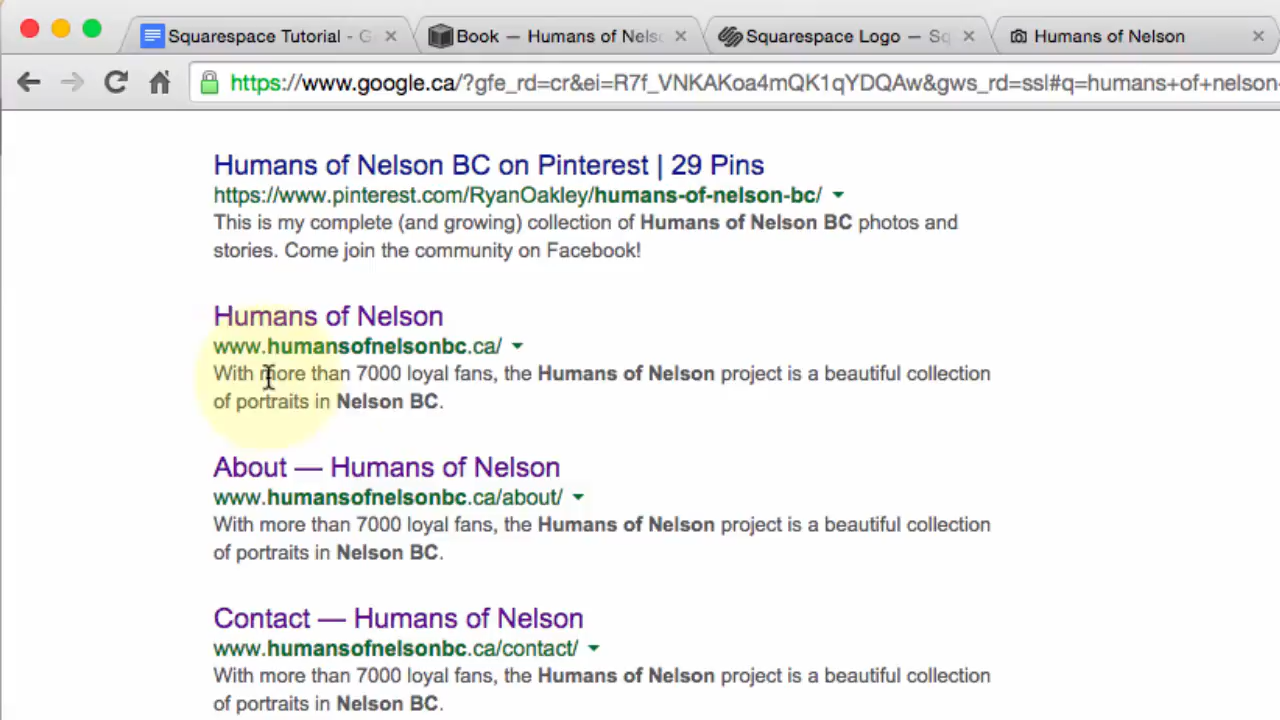 Squarespace Tutorial - G
Book — Humans of Nels
Squarespace Logo — Sq
Humans of Nelson
https://www.google.ca/?gfe_rd=cr&ei=R7f_VNKAKoa4mQK1qYDQAw&gws_rd=ssl#q=humans+of+nelson
Humans of Nelson BC on Pinterest | 29 Pins
https://www.pinterest.com/RyanOakley/humans-of-nelson-bc/
This is my complete (and growing) collection of Humans of Nelson BC photos and
stories. Come join the community on Facebook!
Humans of Nelson
www.humansofnelsonbc.ca/
With more than 7000 loyal fans, the Humans of Nelson project is a beautiful collection
of portraits in Nelson BC.
About — Humans of Nelson
www.humansofnelsonbc.ca/about/
With more than 7000 loyal fans, the Humans of Nelson project is a beautiful collection
of portraits in Nelson BC.
Contact — Humans of Nelson
www.humansofnelsonbc.ca/contact/
With more than 7000 loyal fans, the Humans of Nelson project is a beautiful collection
of portraits in Nelson BC.